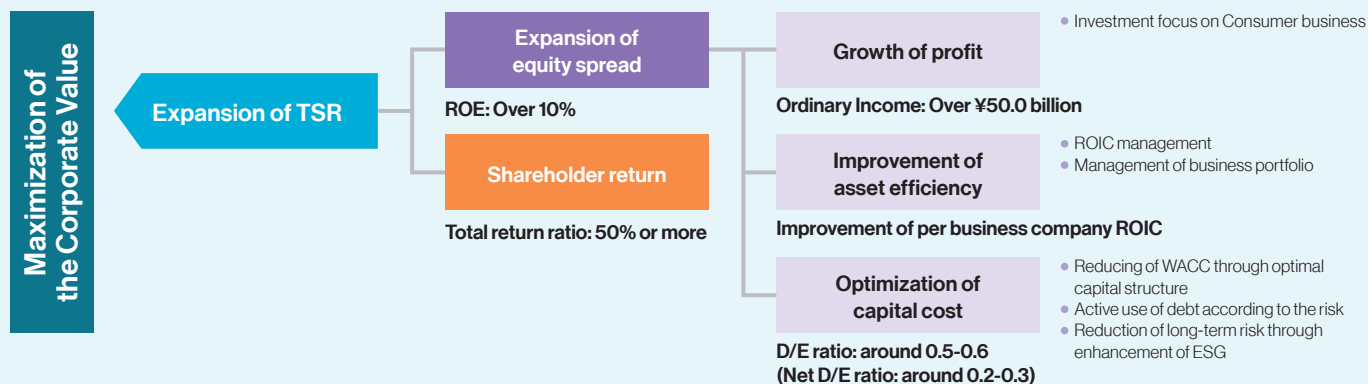 Maximization of
the Corporate Value
Expansion of TSR
Expansion of
equity spread
ROE: Over 10%
Shareholder return
Total return ratio: 50% or more
Growth of profit
Ordinary Income: Over ¥50.0 billion
• Investment focus on Consumer business
Improvement of
asset efficiency
Improvement of per business company ROIC
• ROIC management
• Management of business portfolio
Optimization of
capital cost
D/E ratio: around 0.5-0.6
(Net D/E ratio: around 0.2-0.3)
• Reducing of WACC through optimal
capital structure
• Active use of debt according to the risk
• Reduction of long-term risk through
enhancement of ESG